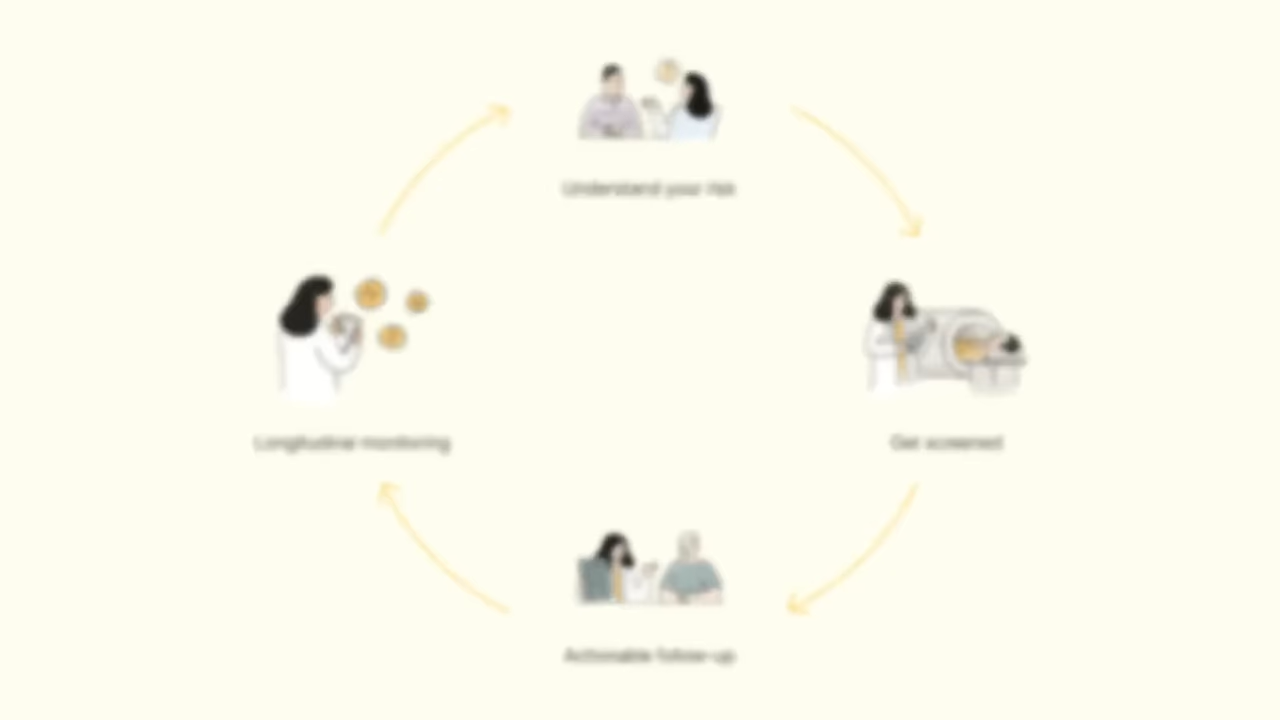 Understand your risk
Get screened
Longitudinal monitoring
Actionable follow-up